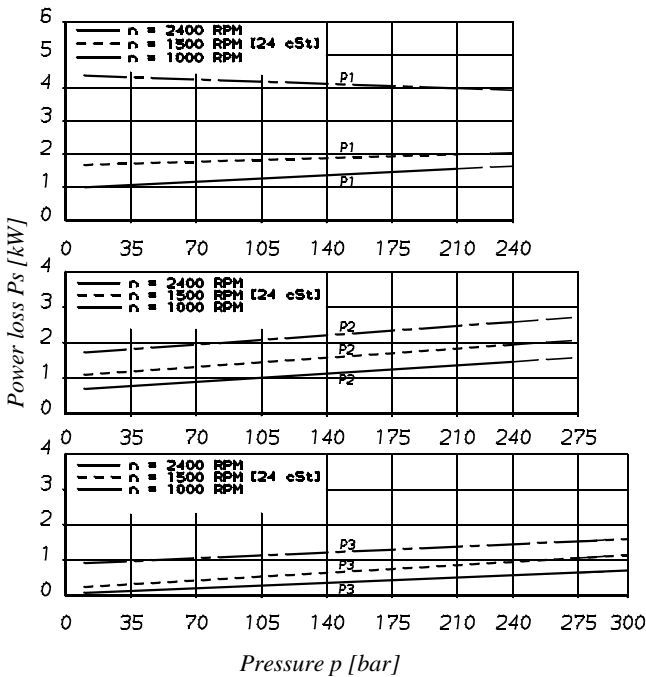 6
5
4
3
2
1
0
n = 2400 RPM
n = 1500 RPM [24 cSt]
n = 1000 RPM
P1
P1
P1
0 35 70 105 140 175 210 240
4
3
2
1
0
n = 2400 RPM
n = 1500 RPM [24 cSt]
n = 1000 RPM
P2
P2
P2
0 35 70 105 140 175 210 240 275
4
3
2
1
0
n = 2400 RPM
n = 1500 RPM [24 cSt]
n = 1000 RPM
P3
P3
P3
0 35 70 105 140 175 210 240 275 300
Power loss Ps [kW]
Pressure p [bar]